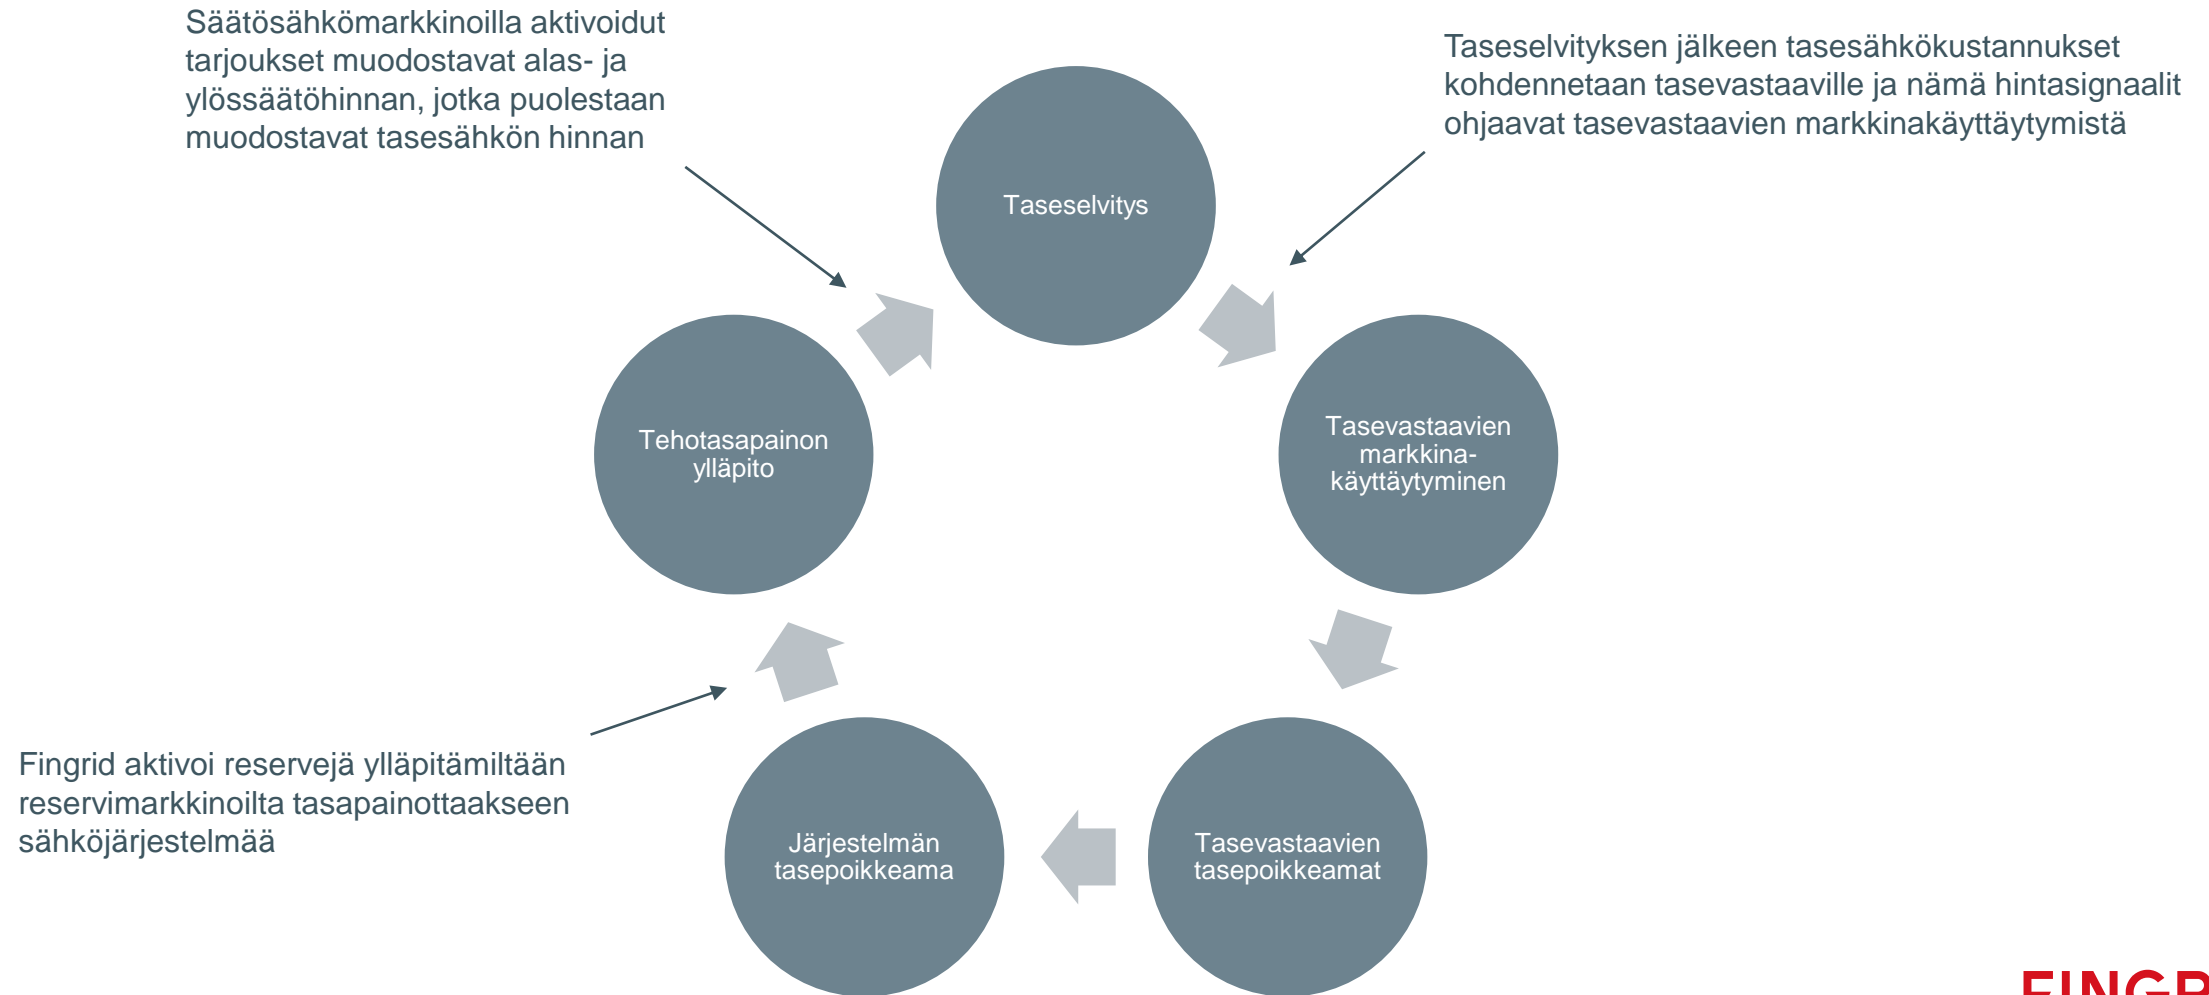 Säätösähkömarkkinoilla aktivoidut
tarjoukset muodostavat alas- ja
ylössäätöhinnan, jotka puolestaan
muodostavat tasesähkön hinnan
Taseselvityksen jälkeen tasesähkökustannukset
kohdennetaan tasevastaaville ja nämä hintasignaalit
ohjaavat tasevastaavien markkinakäyttäytymistä
Taseselvitys
Tehotasapainon
ylläpito
Tasevastaavien
markkina-
käyttäytyminen
Fingrid aktivoi reservejä ylläpitämiltään
reservimarkkinoilta tasapainottaakseen
sähköjärjestelmää
Järjestelmän
tasepoikkeama
Tasevastaavien
tasepoikkeamat